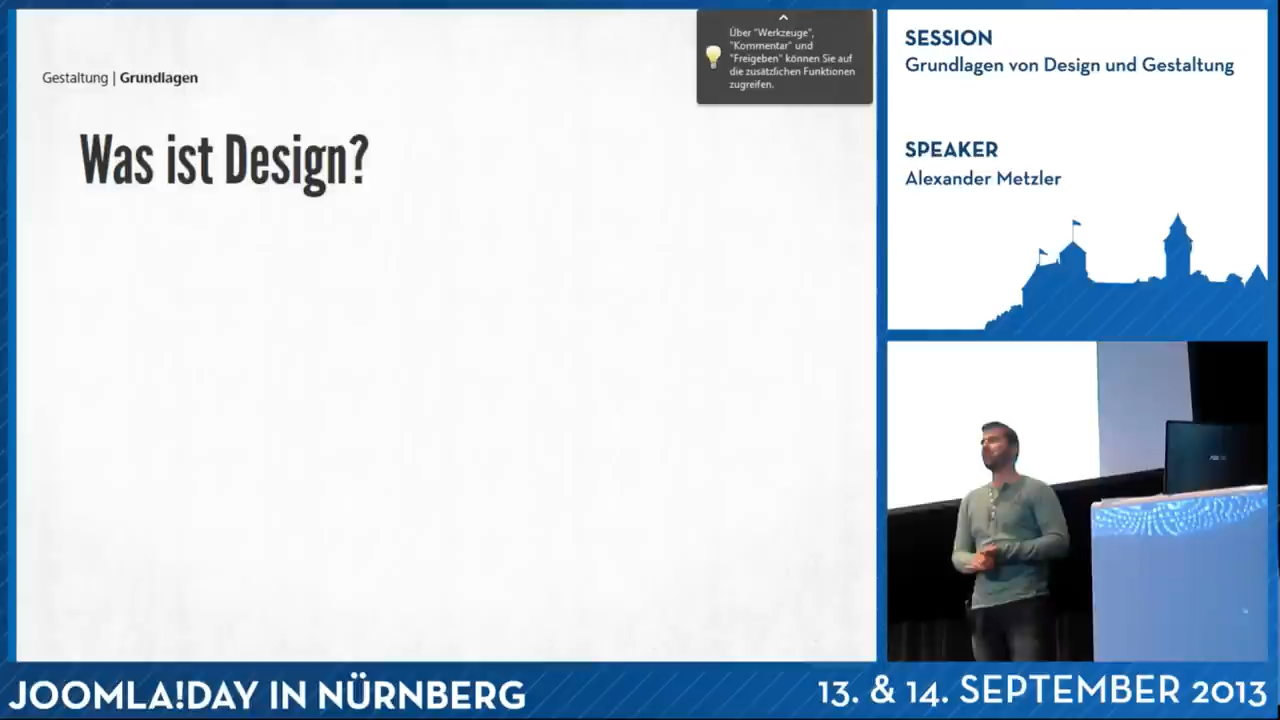 Gestaltung | Grundlagen
Was ist Design?
Über "Werkzeuge",
"Kommentar" und
"Freigeben" können Sie auf
die zusätzlichen Funktionen
zugreifen.
SESSION
Grundlagen von Design und Gestaltung
SPEAKER
Alexander Metzler
JOOMLA!DAY IN NÜRNBERG
13. & 14. SEPTEMBER 2013